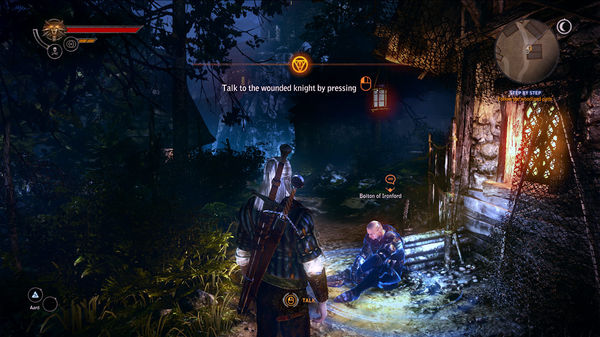 Talk to the wounded knight by pressing
STEP BY STEP
Bolton of Ironford
TALK
Aard